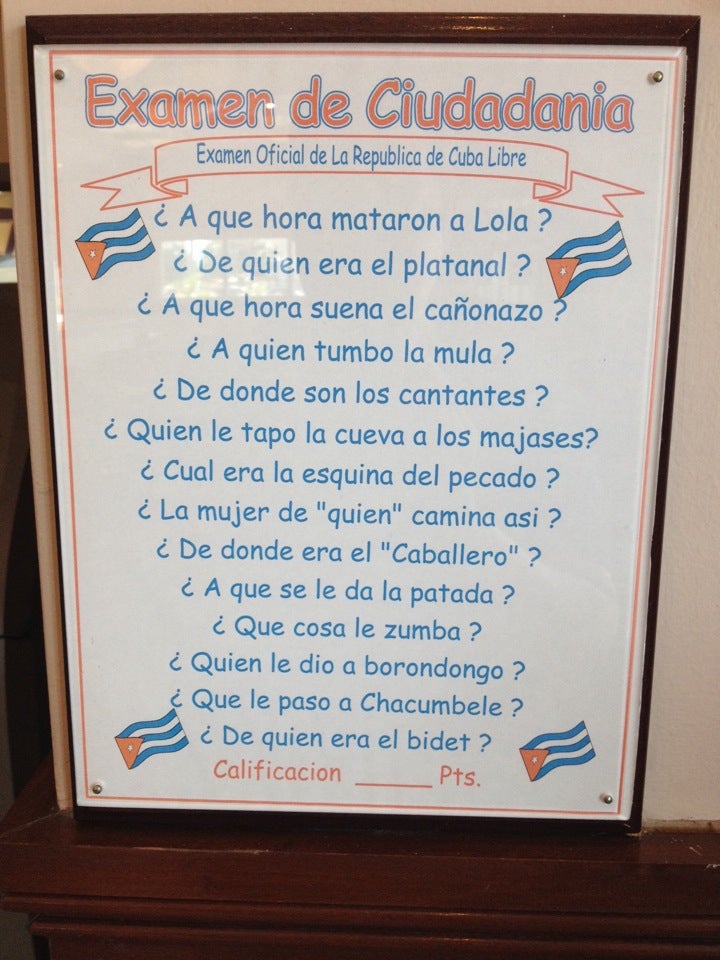 Examen de Ciudadania
Examen Oficial de La Republica de Cuba Libre
¿ A que hora mataron a Lola ?
¿ De quien era el platanal ?
¿ A que hora suena el cañonazo ?
¿ A quien tumbo la mula ?
¿ De donde son los cantantes ?
¿ Quien le tapo la cueva a los majases?
¿ Cual era la esquina del pecado ?
¿ La mujer de "quien" camina asi ?
¿ De donde era el "Caballero" ?
¿ A que se le da la patada ?
¿ Que cosa le zumba ?
¿ Quien le dio a borondongo ?
¿ Que le paso a Chacumbele ?
¿ De quien era el bidet ?
Calificacion ______ Pts.